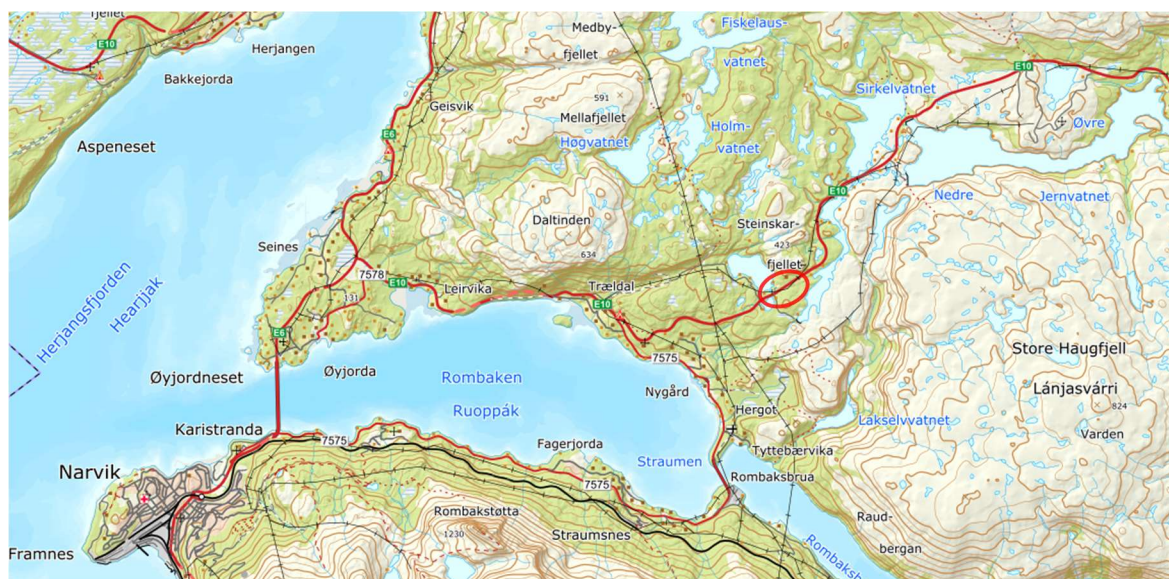 Fiskelaus-
vatnet
Medby-
fjellet
E10
Herjangen
E10
Bakkejorda
Sirkelvatnet
591
Mellafjellet
Geisvik
Holm-
vatnet
Øvre
E6
Høgvatnet
Aspeneset
E10
Nedre
Jernvatnet
Daltinden
Steinskar-
Seines
423
634
fjellet
7578
E10
Leirvika
Trældal
Herjangsfjorden
Hearjjak
131
E10
E6
Store Haugfjell
7575
Øyjordneset
Øyjorda
Rombaken
Ruoppák
Nygård
Lánjasvárri
824
Hergot
Lakselvvatnet
Karistranda
7575
Varden
Fagerjorda
Tyttebærvika
Straumen
Narvik
Rombaksbrua
7575
Rombakstøtta
Raud-
1230
Straumsnes
bergan
Framnes